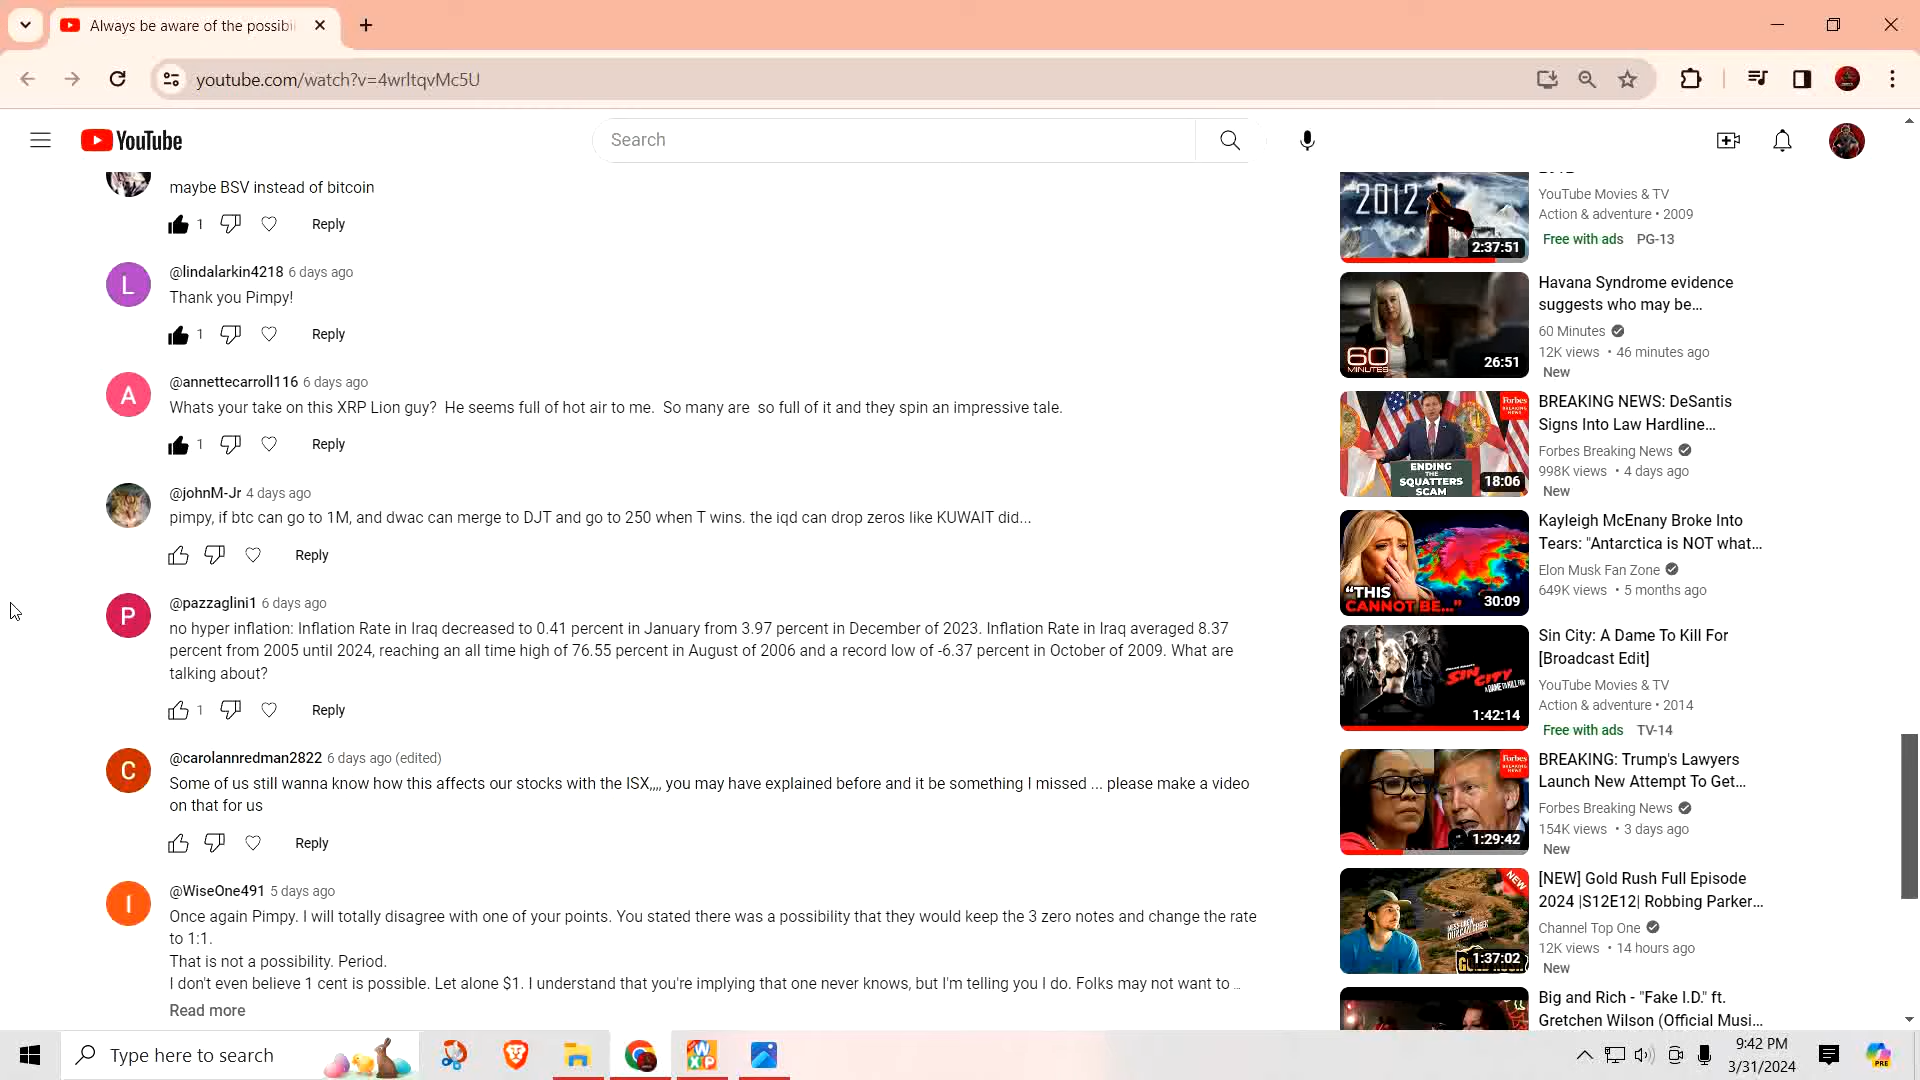 Always be aware of the possibi
youtube.com/watch?v=4wrltqvMc5U
YouTube
Search
maybe BSV instead of bitcoin
1
Reply
L
@lindalarkin4218 6 days ago
Thank you Pimpy!
1
Reply
A
@annettecarroll116 6 days ago
Whats your take on this XRP Lion guy?  He seems full of hot air to me.  So many are  so full of it and they spin an impressive tale.
1
Reply
@johnM-Jr 4 days ago
pimpy, if btc can go to 1M, and dwac can merge to DJT and go to 250 when T wins. the iqd can drop zeros like KUWAIT did...
Reply
P
@pazzaglini1 6 days ago
no hyper inflation: Inflation Rate in Iraq decreased to 0.41 percent in January from 3.97 percent in December of 2023. Inflation Rate in Iraq averaged 8.37
percent from 2005 until 2024, reaching an all time high of 76.55 percent in August of 2006 and a record low of -6.37 percent in October of 2009. What are
talking about?
1
Reply
C
@carolannredman2822 6 days ago (edited)
Some of us still wanna know how this affects our stocks with the ISX,,,, you may have explained before and it be something I missed ... please make a video
on that for us
Reply
I
@WiseOne491 5 days ago
Once again Pimpy. I will totally disagree with one of your points. You stated there was a possibility that they would keep the 3 zero notes and change the rate
to 1:1.
That is not a possibility. Period.
I don't even believe 1 cent is possible. Let alone $1. I understand that you're implying that one never knows, but I'm telling you I do. Folks may not want to ...
Read more
2012
2:37:51
YouTube Movies & TV
Action & adventure • 2009
Free with ads PG-13
60
MINUTES
26:51
Havana Syndrome evidence
suggests who may be...
60 Minutes
12K views • 46 minutes ago
New
Forbes
BREAKING NEWS
ENDING
THE
SQUATTERS
SCAM
18:06
BREAKING NEWS: DeSantis
Signs Into Law Hardline...
Forbes Breaking News
998K views • 4 days ago
New
"THIS
CANNOT BE..."
30:09
Kayleigh McEnany Broke Into
Tears: "Antarctica is NOT what...
Elon Musk Fan Zone
649K views • 5 months ago
SIN CITY
A DAME TO KILL FOR
1:42:14
Sin City: A Dame To Kill For
[Broadcast Edit]
YouTube Movies & TV
Action & adventure • 2014
Free with ads TV-14
Forbes
BREAKING NEWS
1:29:42
BREAKING: Trump's Lawyers
Launch New Attempt To Get...
Forbes Breaking News
154K views • 3 days ago
New
NEW
1:37:02
[NEW] Gold Rush Full Episode
2024 |S12E12| Robbing Parker...
Channel Top One
12K views • 14 hours ago
New
Big and Rich - "Fake I.D." ft.
Gretchen Wilson (Official Musi...
Type here to search
W
XP
9:42 PM
3/31/2024
PRE